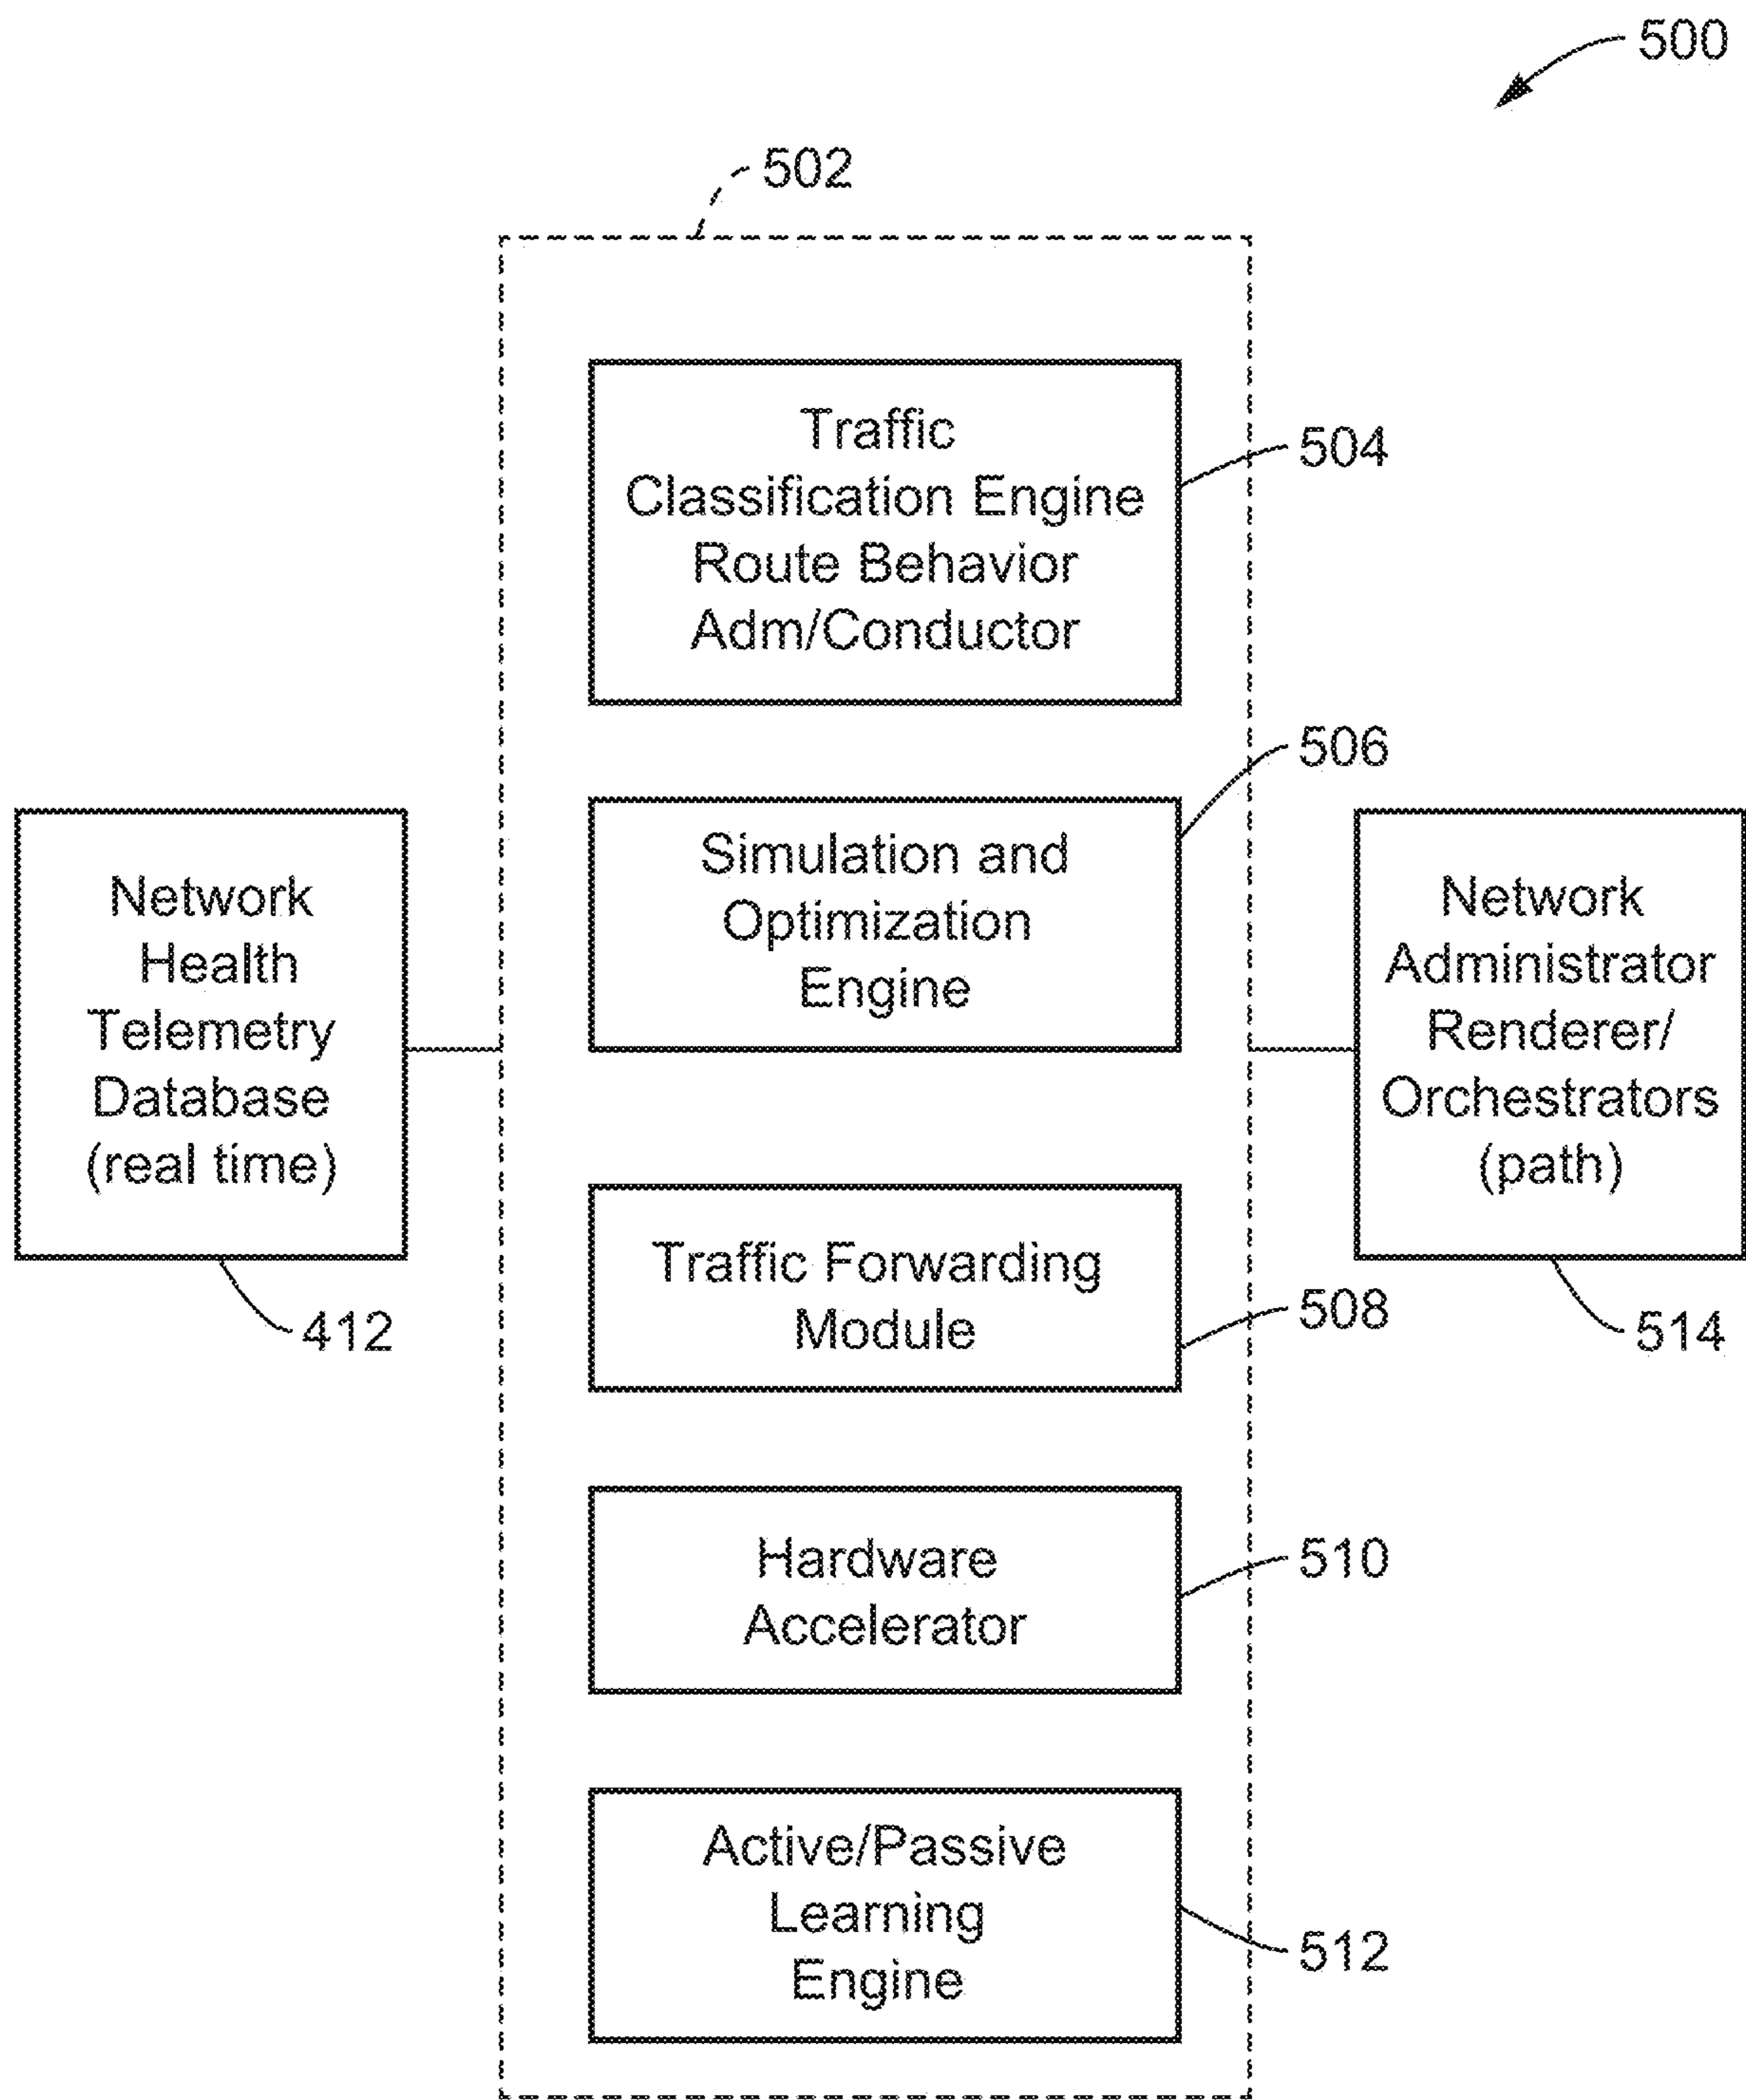 500
502
Traffic
Classification Engine
Route Behavior
Adm/Conductor
504
Simulation and
Optimization
Engine
506
Network
Health
Telemetry
Database
(real time)
412
Network
Administrator
Renderer/
Orchestrators
(path)
514
Traffic Forwarding
Module
508
Hardware
Accelerator
510
Active/Passive
Learning
Engine
512